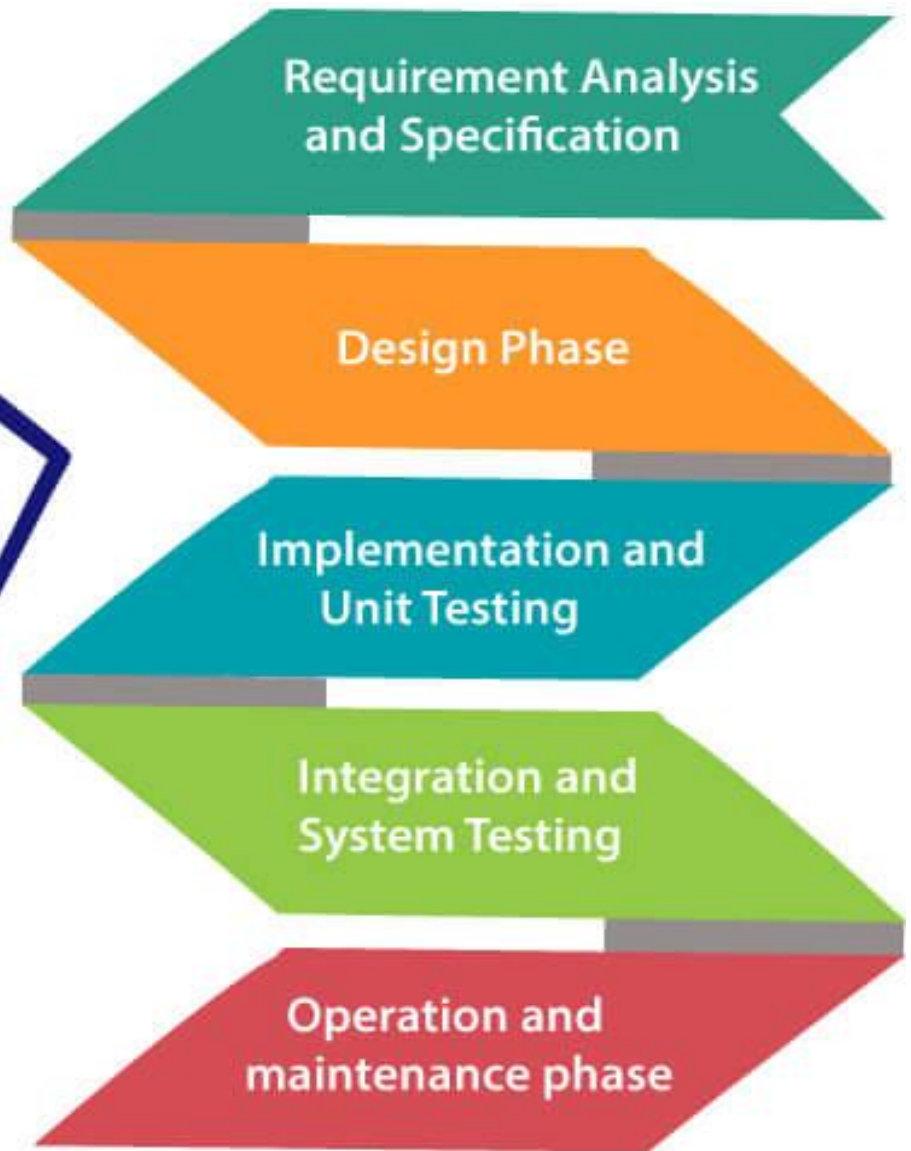 Requirement Analysis
and Specification
Design Phase
Implementation and
Unit Testing
Integration and
System Testing
Operation and
maintenance phase